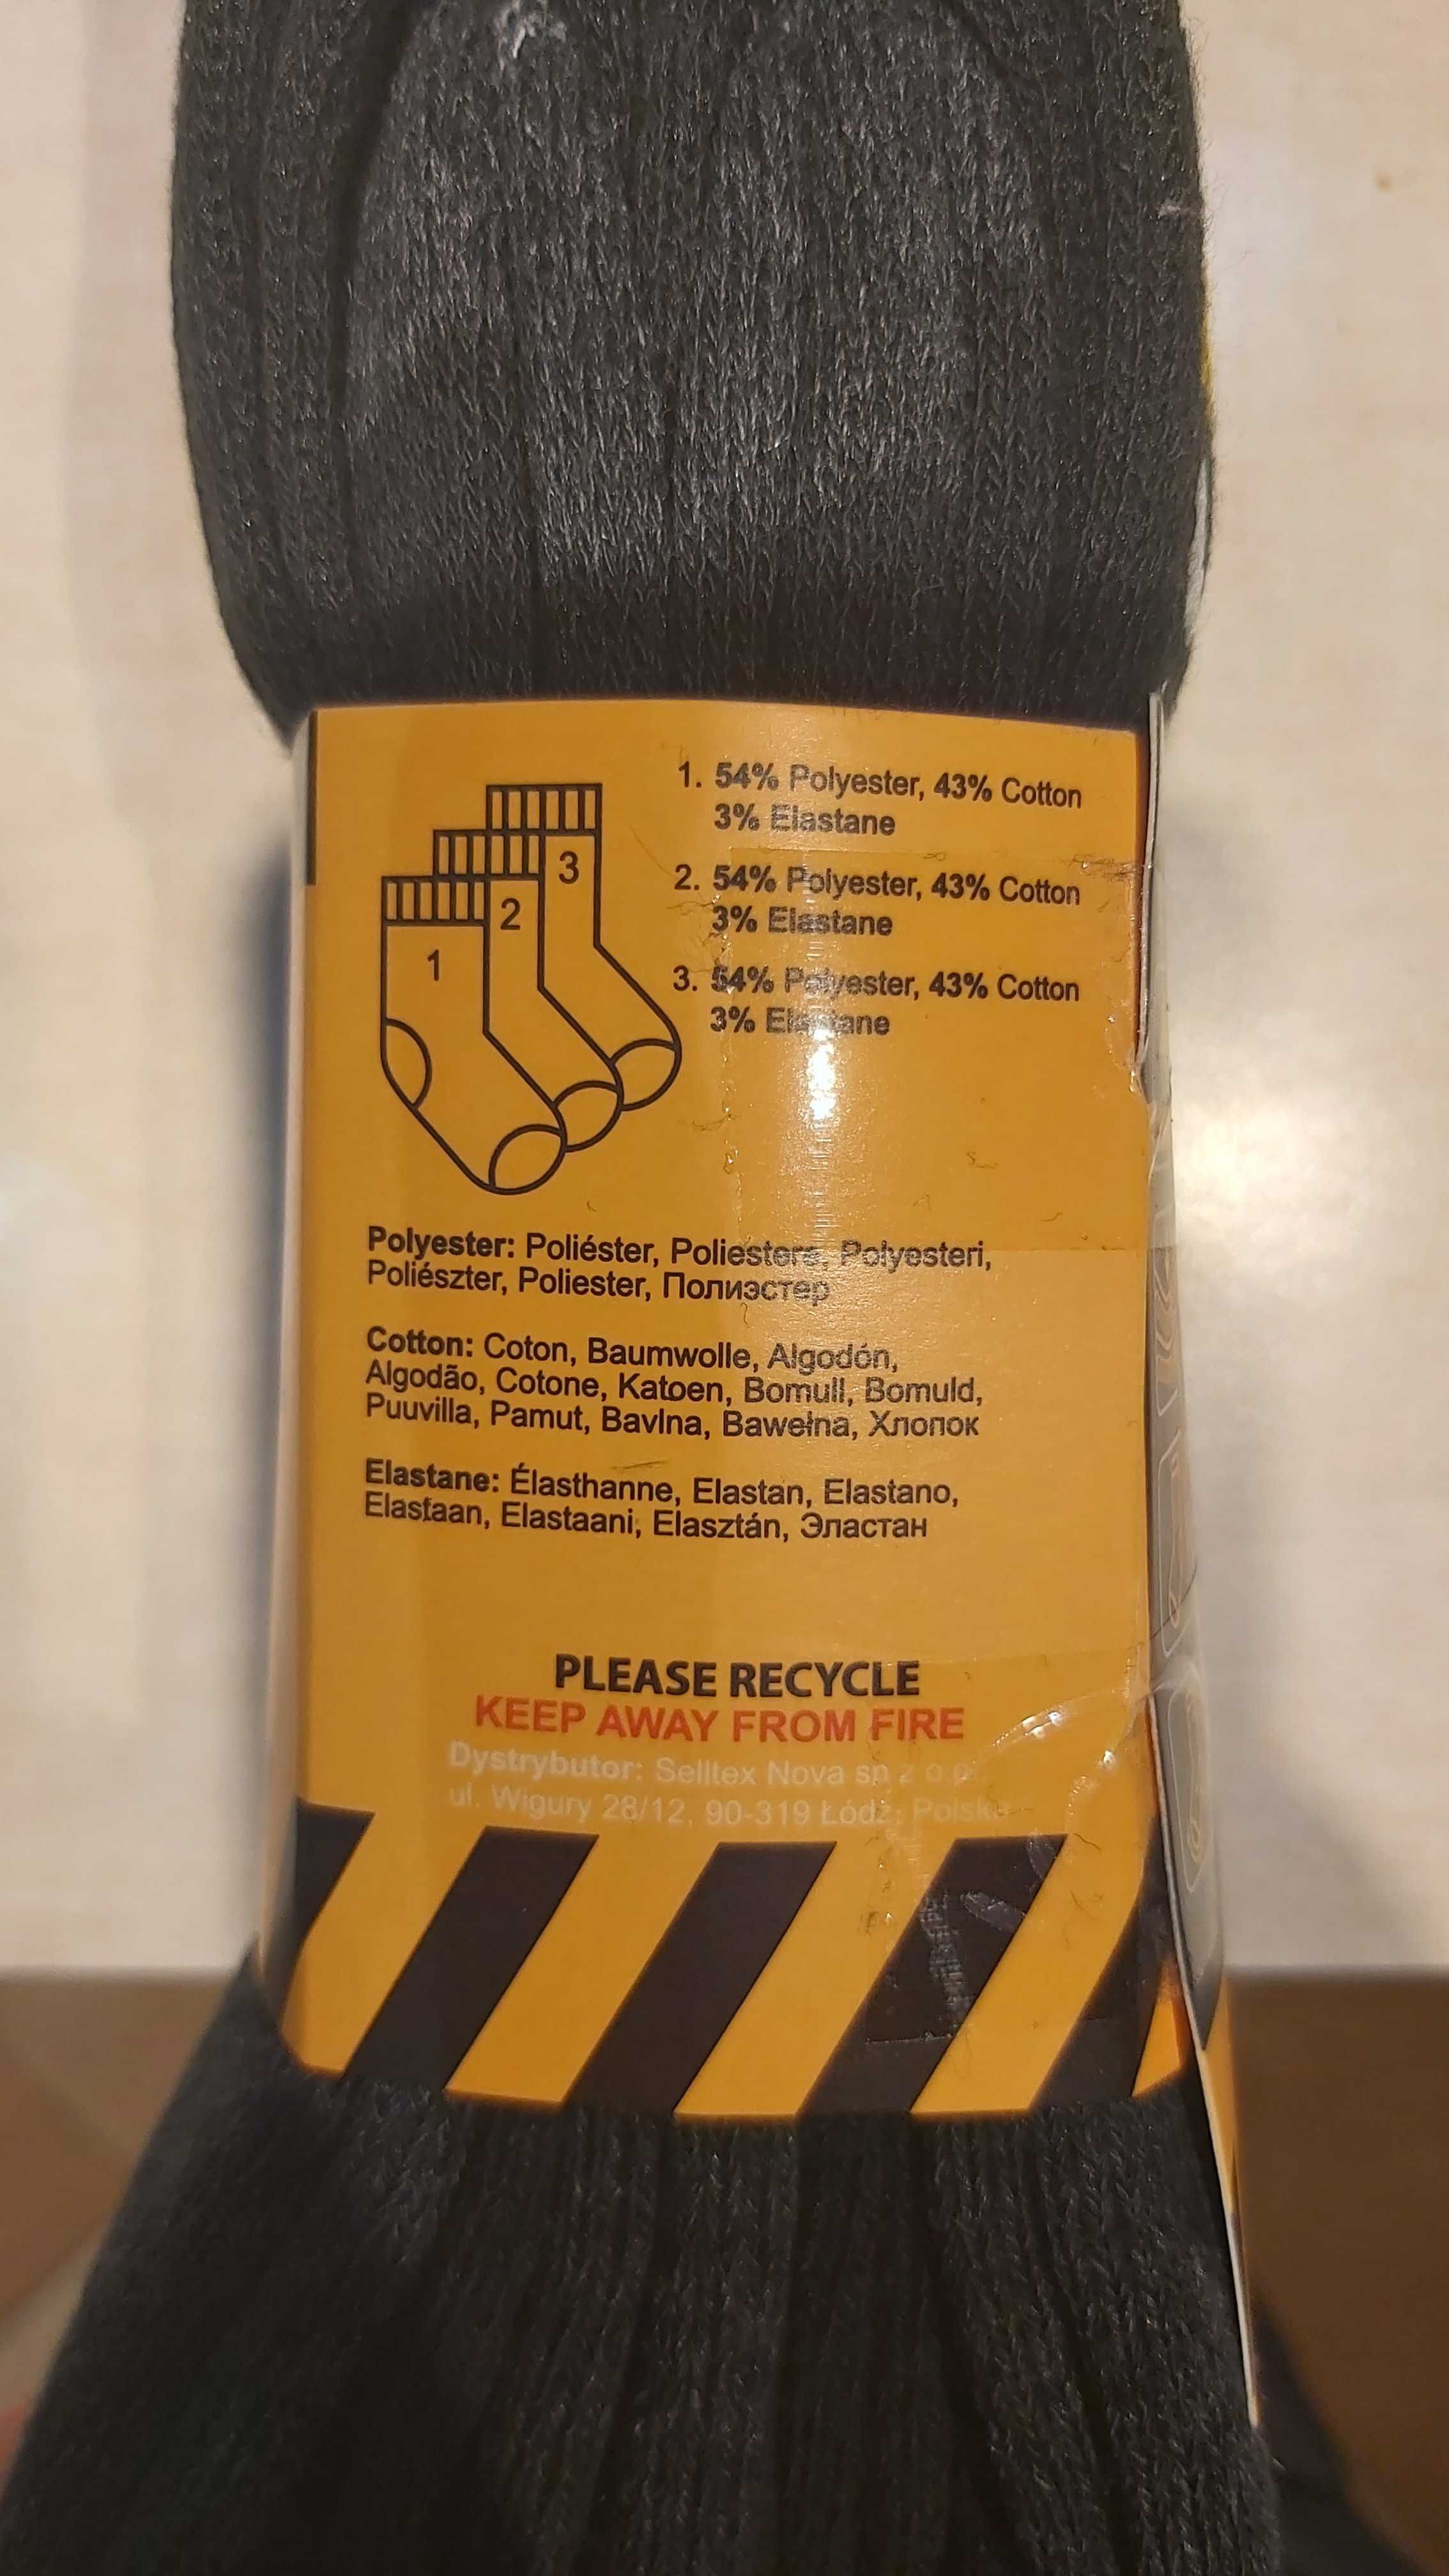 1. 54% Polyester, 43% Cotton
3% Elastane
2. 54% Polyester, 43% Cotton
3% Elastane
3. 54% Polyester, 43% Cotton
3% Elastane
3
2
1
Polyester: Poliéster, Poliestere, Polyesteri,
Poliészter, Poliester, Полиэстер
Cotton: Coton, Baumwolle, Algodón,
Algodão, Cotone, Katoen, Bomull, Bomuld,
Puuvilla, Pamut, Bavlna, Bawełna, Хлопок
Elastane: Élasthanne, Elastan, Elastano,
Elastaan, Elastaani, Elasztán, Эластан
PLEASE RECYCLE
KEEP AWAY FROM FIRE
Dystrybutor: Selltex Nova sp z o.o.
ul. Wigury 28/12, 90-319 Łódź, Polska